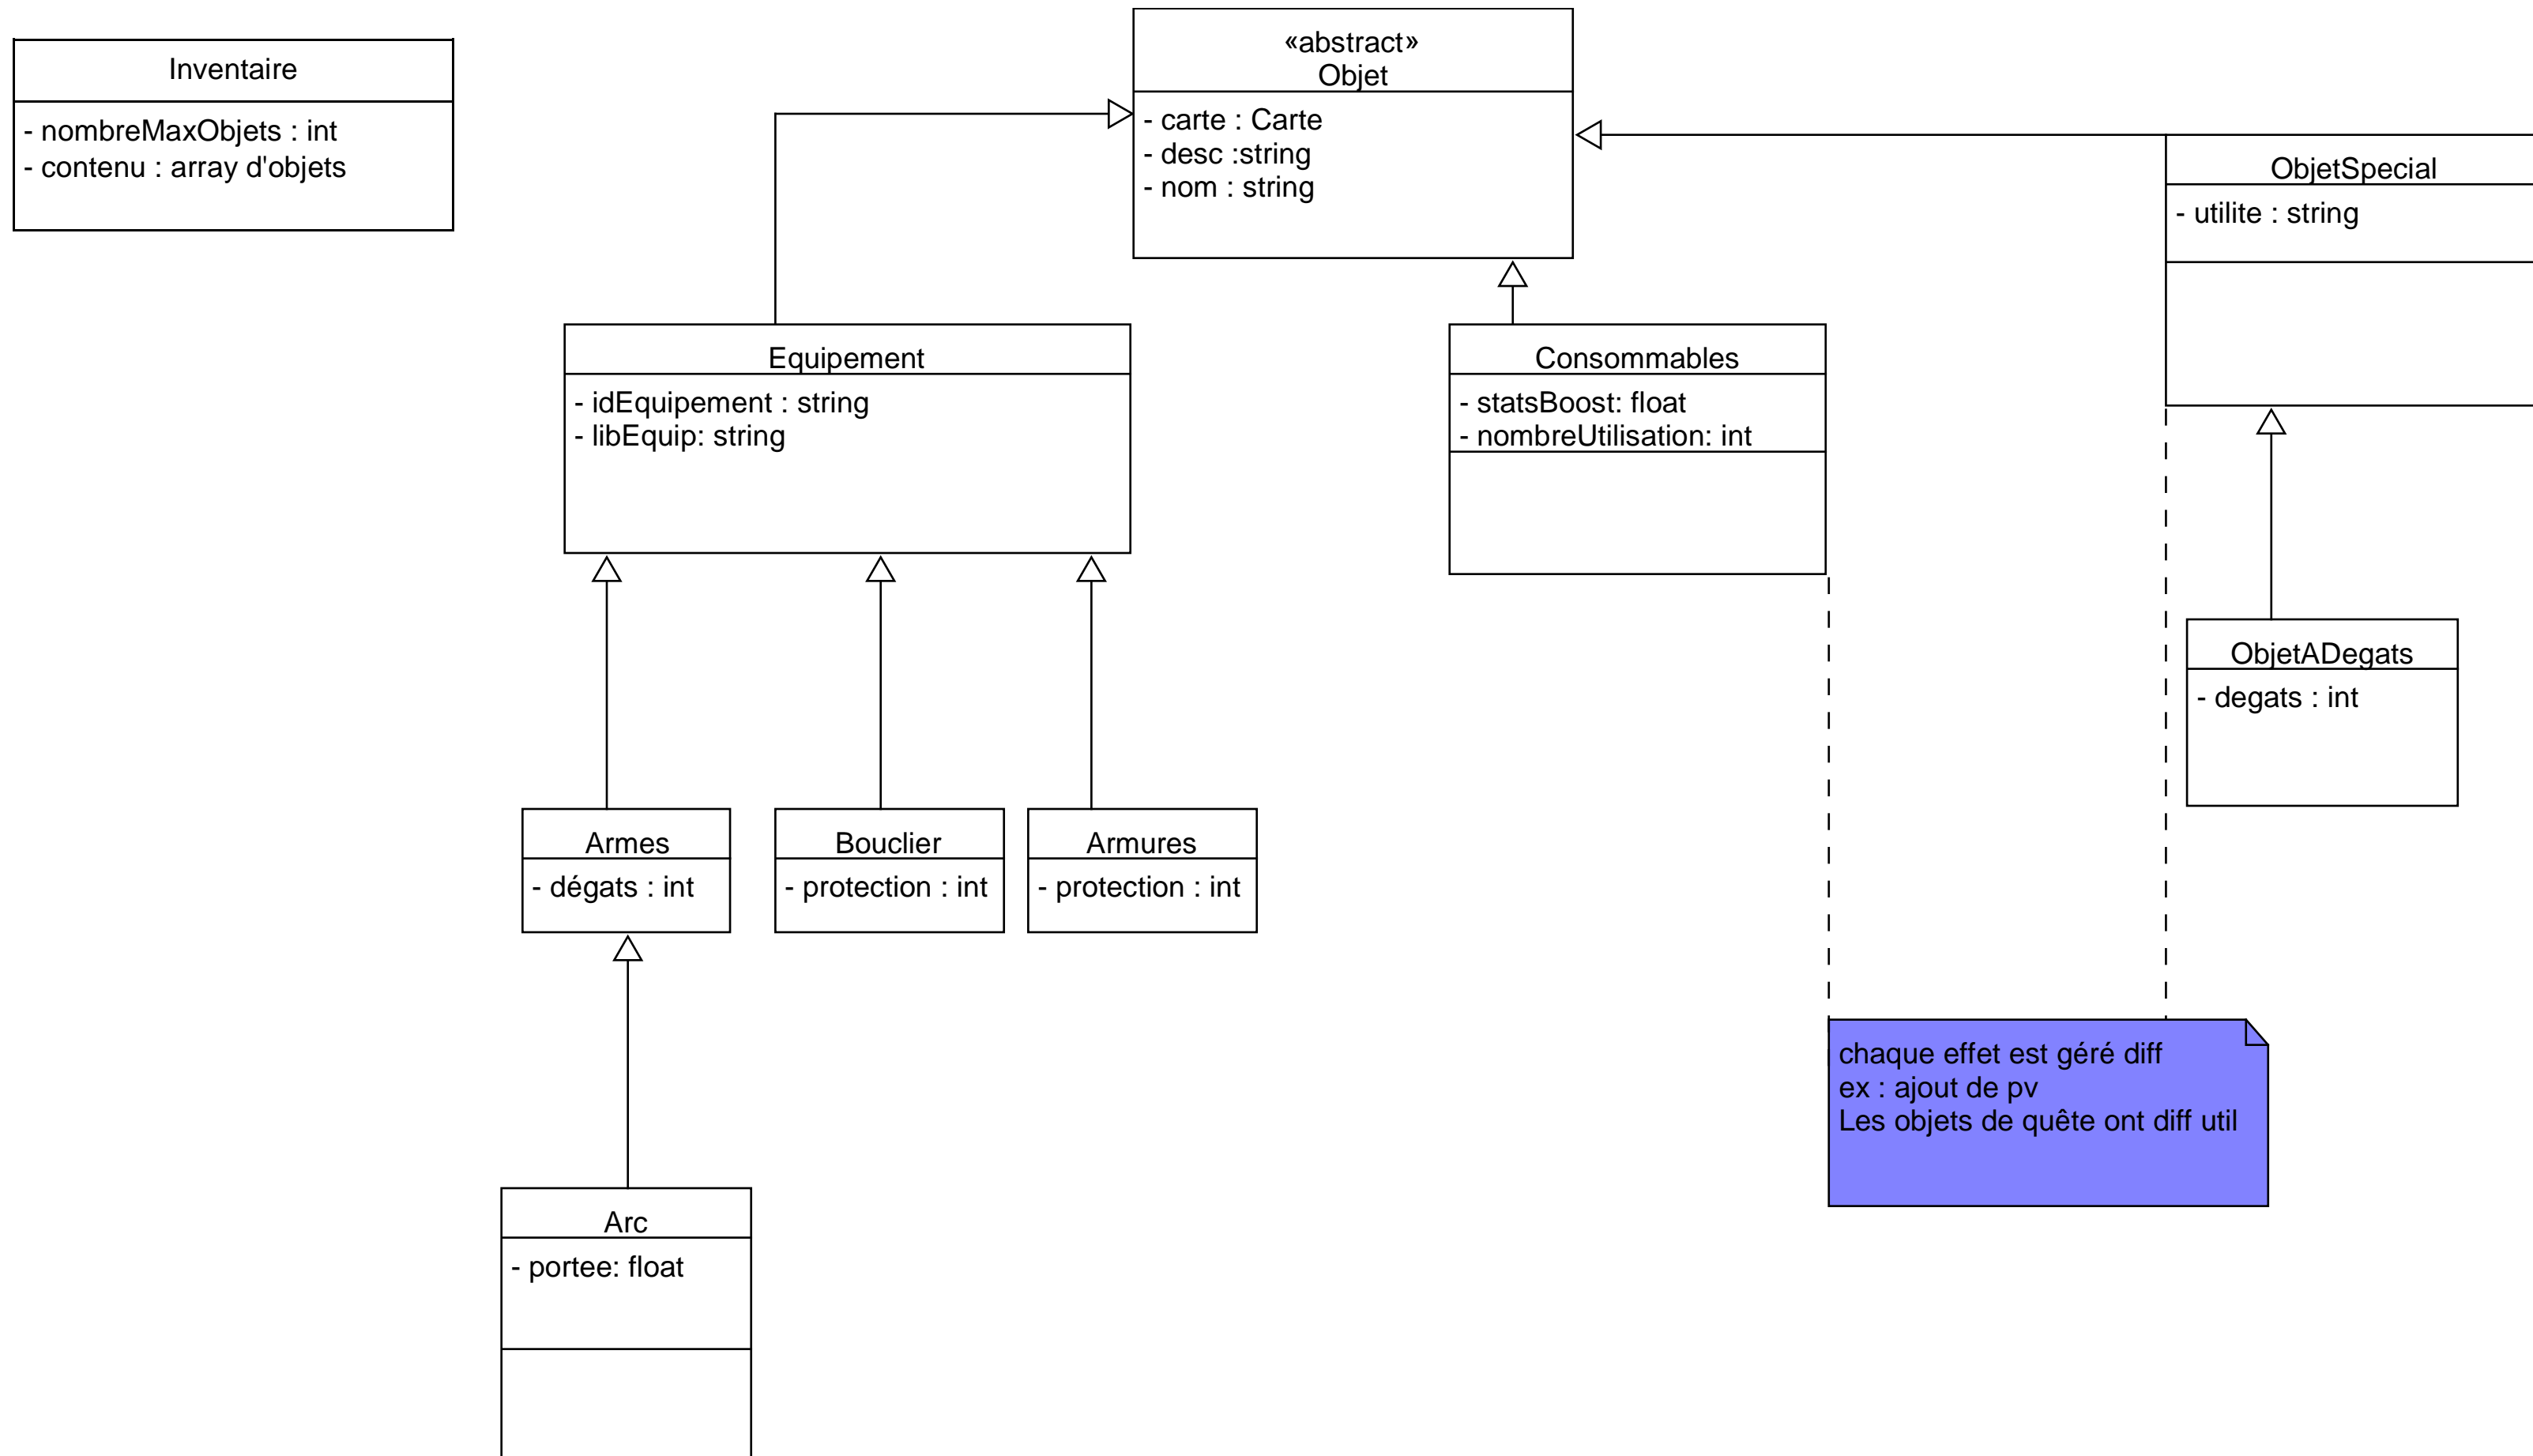 Inventaire
- nombreMaxObjets : int
- contenu : array d'objets
«abstract»
Objet
- carte : Carte
- desc :string
- nom : string
ObjetSpecial
- utilite : string
Equipement
- idEquipement : string
- libEquip: string
Consommables
- statsBoost: float
- nombreUtilisation: int
ObjetADegats
- degats : int
Armes
- dégats : int
Bouclier
- protection : int
Armures
- protection : int
chaque effet est géré diff
ex : ajout de pv
Les objets de quête ont diff util
Arc
- portee: float